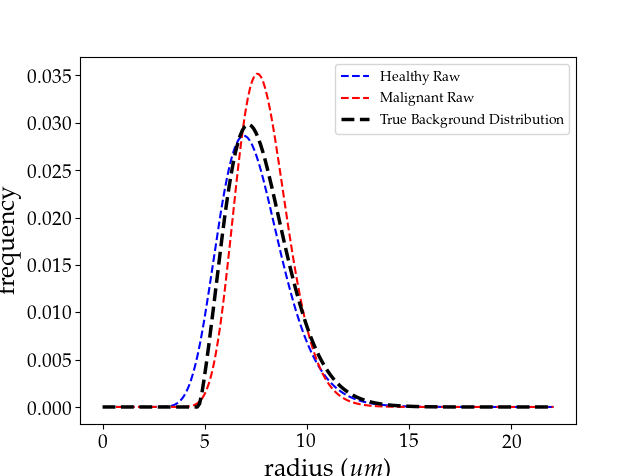 Healthy Raw
Malignant Raw
True Background Distribution
frequency
0.035
0.030
0.025
0.020
0.015
0.010
0.005
0.000
0 5 10 15 20
radius (um)